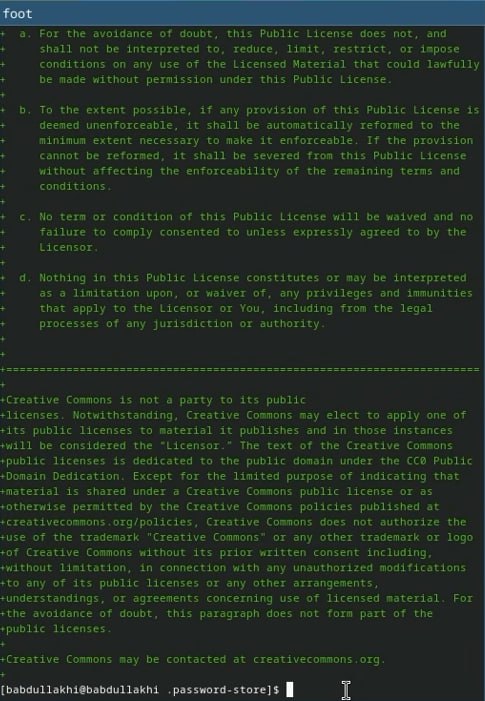 foot
+  a. For the avoidance of doubt, this Public License does not, and
+     shall not be interpreted to, reduce, limit, restrict, or impose
+     conditions on any use of the Licensed Material that could lawfully
+     be made without permission under this Public License.
+
+  b. To the extent possible, if any provision of this Public License is
+     deemed unenforceable, it shall be automatically reformed to the
+     minimum extent necessary to make it enforceable. If the provision
+     cannot be reformed, it shall be severed from this Public License
+     without affecting the enforceability of the remaining terms and
+     conditions.
+
+  c. No term or condition of this Public License will be waived and no
+     failure to comply consented to unless expressly agreed to by the
+     Licensor.
+
+  d. Nothing in this Public License constitutes or may be interpreted
+     as a limitation upon, or waiver of, any privileges and immunities
+     that apply to the Licensor or You, including from the legal
+     processes of any jurisdiction or authority.
+
+
+=======================================================================
+
+Creative Commons is not a party to its public
+licenses. Notwithstanding, Creative Commons may elect to apply one of
+its public licenses to material it publishes and in those instances
+will be considered the "Licensor." The text of the Creative Commons
+public licenses is dedicated to the public domain under the CC0 Public
+Domain Dedication. Except for the limited purpose of indicating that
+material is shared under a Creative Commons public license or as
+otherwise permitted by the Creative Commons policies published at
+creativecommons.org/policies, Creative Commons does not authorize the
+use of the trademark "Creative Commons" or any other trademark or logo
+of Creative Commons without its prior written consent including,
+without limitation, in connection with any unauthorized modifications
+to any of its public licenses or any other arrangements,
+understandings, or agreements concerning use of licensed material. For
+the avoidance of doubt, this paragraph does not form part of the
+public licenses.
+
+Creative Commons may be contacted at creativecommons.org.
+
[babdullakhi@babdullakhi .password-store]$